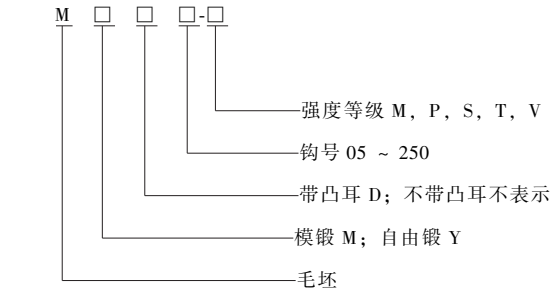 M □ □ □-□
强度等级 M，P，S，T，V
钩号 05 ~ 250
带凸耳 D；不带凸耳不表示
模锻 M；自由锻 Y
毛坯